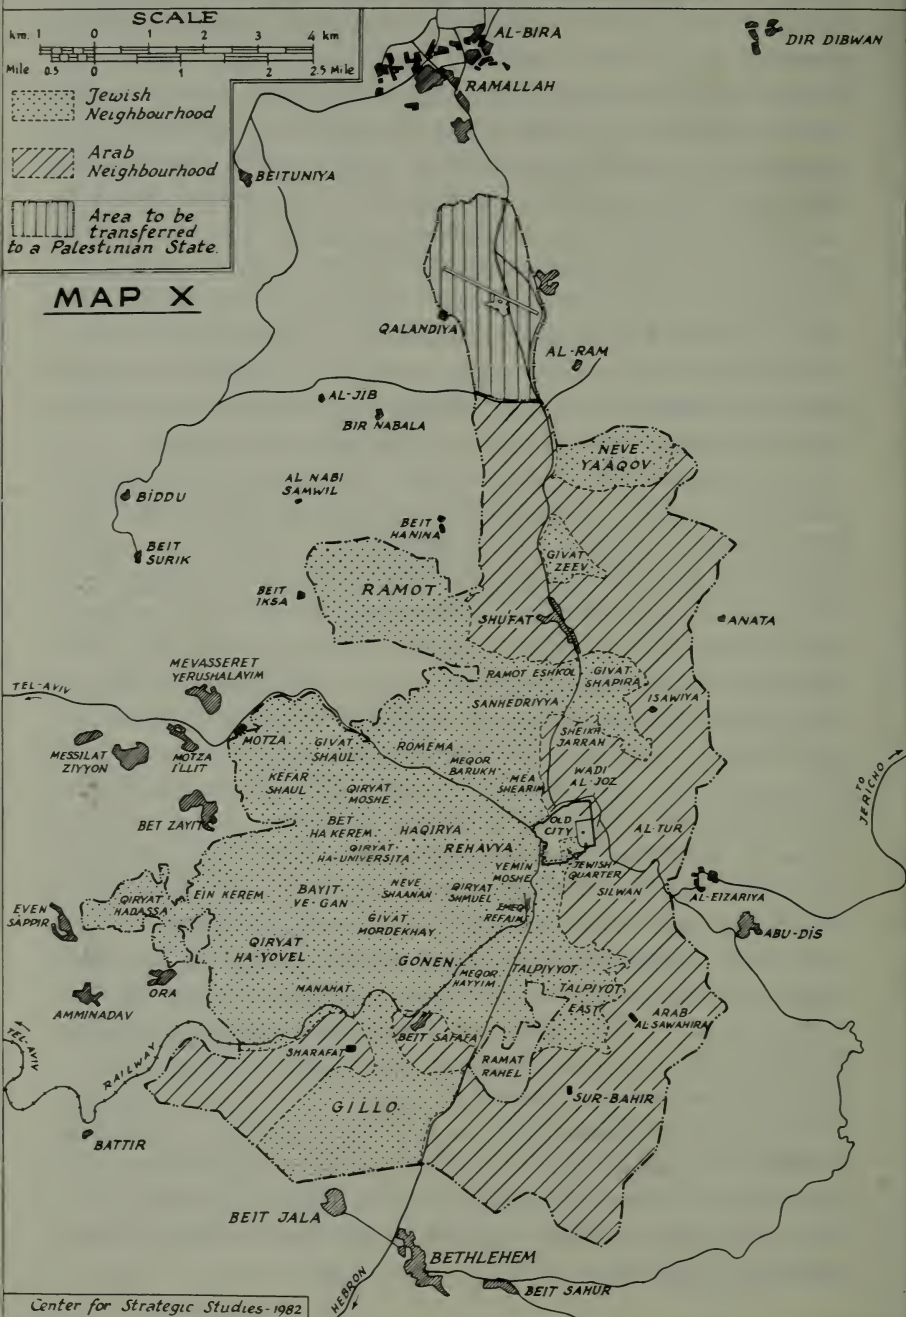 SCALE
km. 1 0 1 2 3 4 km
Mile 0.5 0 1 2 2.5 Mile
Jewish
Neighbourhood
Arab
Neighbourhood
Area to be
transferred
to a Palestinian State.
MAP X
AL-BIRA
RAMALLAH
DIR DIBWAN
BEITUNIYA
QALANDIYA
AL-RAM
AL-JIB
BIR NABALA
NEVE
YA'AQOV
AL NABI
SAMWIL
BIDDU
BEIT
HANINA
BEIT
SURIK
GIVAT
ZEEV
BEIT
IKSA
RAMOT
SHUFAT
ANATA
MEVASSERET
YERUSHALAYIM
TEL-AVIV
RAMOT ESHKOL
GIVAT
SHAPIRA
SANHEDRIYYA
ISAWIYA
MOTZA
GIVAT
SHAUL
ROMEMA
SHEIKH
JARRAH
MESSILAT
ZIYYON
MOTZA
I'LLIT
MEQOR
BARUKH
KEFAR
SHAUL
MEA
SHEARIM
WADI
AL JOZ
QIRYAT
MOSHE
TO
JERICHO
BET ZAYIT
BET
HAKEREM
HAQIRYA
OLD
CITY
AL-TUR
QIRYAT
HA-UNIVERSITA
REHAVYA
YEMIN
MOSHE
JEWISH
QUARTER
QIRYAT
HADASSA
EIN KEREM
BAYIT
VE-GAN
NEVE
SHAANAN
QIRYAT
SHMUEL
SILWAN
AL-EIZARIYA
EVEN
SAPPIR
EMEQ
REFAIM
GIVAT
MORDEKHAY
ABU-DIS
QIRYAT
HA-YOVEL
GONEN
MEQOR
HAYYIM
TALPIYYOT
ORA
MANAHAT
TALPIYOT
EAST
AMMINADAV
ARAB
AL SAWAHIRA
TEL-AVIV
RAILWAY
SHARAFAT
BEIT SAFAFA
RAMAT
RAHEL
GILLO
SUR-BAHIR
BATTIR
BEIT JALA
BETHLEHEM
HEBRON
BEIT SAHUR
Center for Strategic Studies-1982